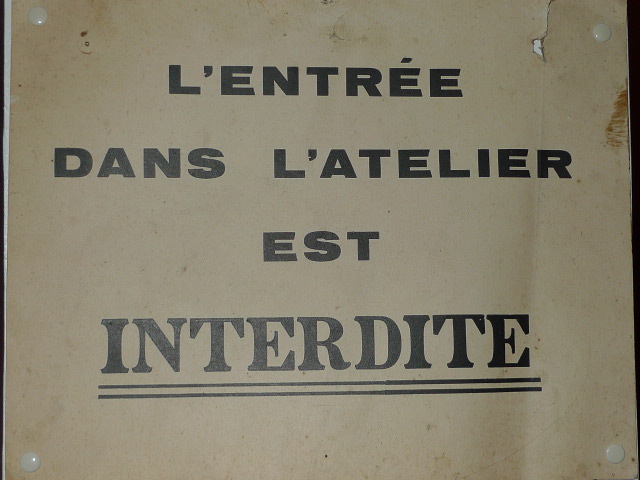 L'ENTRÉE
DANS L'ATELIER
EST
INTERDITE